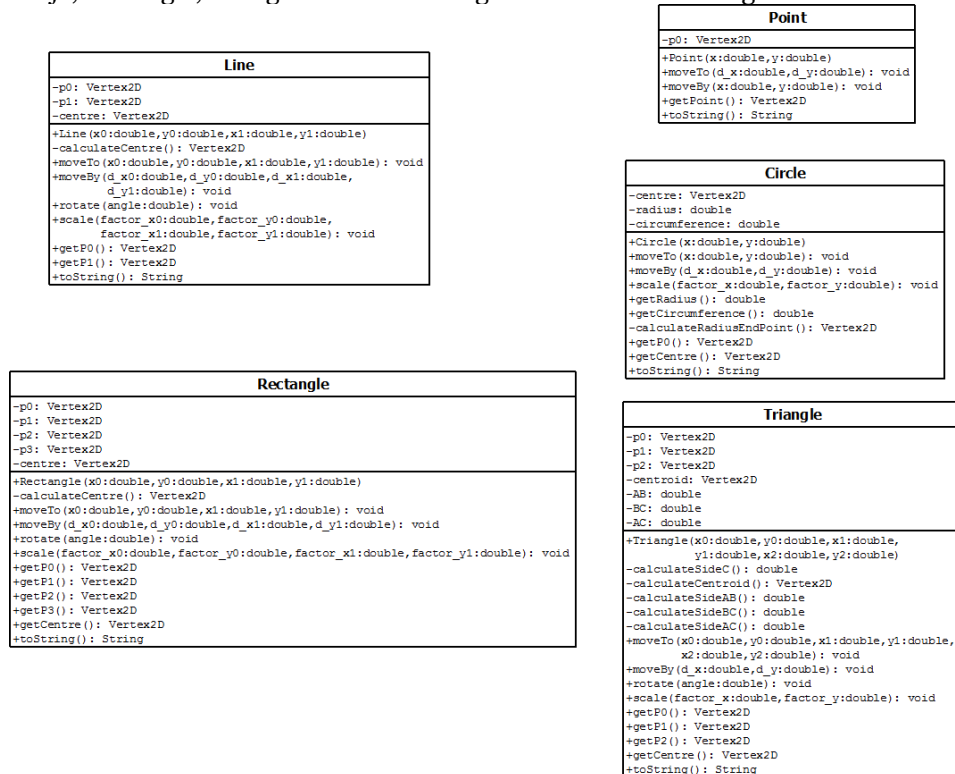 Point
-p0: Vertex2D
+Point(x:double,y:double)
+moveTo(d_x:double,d_y:double): void
+moveBy(x:double,y:double): void
+getPoint(): Vertex2D
+toString(): String
Line
-p0: Vertex2D
-p1: Vertex2D
-centre: Vertex2D
+Line(x0:double,y0:double,x1:double,y1:double)
-calculateCentre(): Vertex2D
+moveTo(x0:double,y0:double,x1:double,y1:double): void
+moveBy(d_x0:double,d_y0:double,d_x1:double,
d_y1:double): void
+rotate(angle:double): void
+scale(factor_x0:double,factor_y0:double,
factor_x1:double,factor_y1:double): void
+getP0(): Vertex2D
+getP1(): Vertex2D
+toString(): String
Circle
-centre: Vertex2D
-radius: double
-circumference: double
+Circle(x:double,y:double)
+moveTo(x:double,y:double): void
+moveBy(d_x:double,d_y:double): void
+scale(factor_x:double,factor_y:double): void
+getRadius(): double
+getCircumference(): double
-calculateRadiusEndPoint(): Vertex2D
+getP0(): Vertex2D
+getCentre(): Vertex2D
+toString(): String
Rectangle
-p0: Vertex2D
-p1: Vertex2D
-p2: Vertex2D
-p3: Vertex2D
-centre: Vertex2D
+Rectangle(x0:double,y0:double,x1:double,y1:double)
-calculateCentre(): Vertex2D
+moveTo(x0:double,y0:double,x1:double,y1:double): void
+moveBy(d_x0:double,d_y0:double,d_x1:double,d_y1:double): void
+rotate(angle:double): void
+scale(factor_x0:double,factor_y0:double,factor_x1:double,factor_y1:double): void
+getP0(): Vertex2D
+getP1(): Vertex2D
+getP2(): Vertex2D
+getP3(): Vertex2D
+getCentre(): Vertex2D
+toString(): String
Triangle
-p0: Vertex2D
-p1: Vertex2D
-p2: Vertex2D
-centroid: Vertex2D
-AB: double
-BC: double
-AC: double
+Triangle(x0:double,y0:double,x1:double,
y1:double,x2:double,y2:double)
-calculateSideC(): double
-calculateCentroid(): Vertex2D
-calculateSideAB(): double
-calculateSideBC(): double
-calculateSideAC(): double
+moveTo(x0:double,y0:double,x1:double,y1:double,
x2:double,y2:double): void
+moveBy(d_x:double,d_y:double): void
+rotate(angle:double): void
+scale(factor_x:double,factor_y:double): void
+getP0(): Vertex2D
+getP1(): Vertex2D
+getP2(): Vertex2D
+getCentre(): Vertex2D
+toString(): String